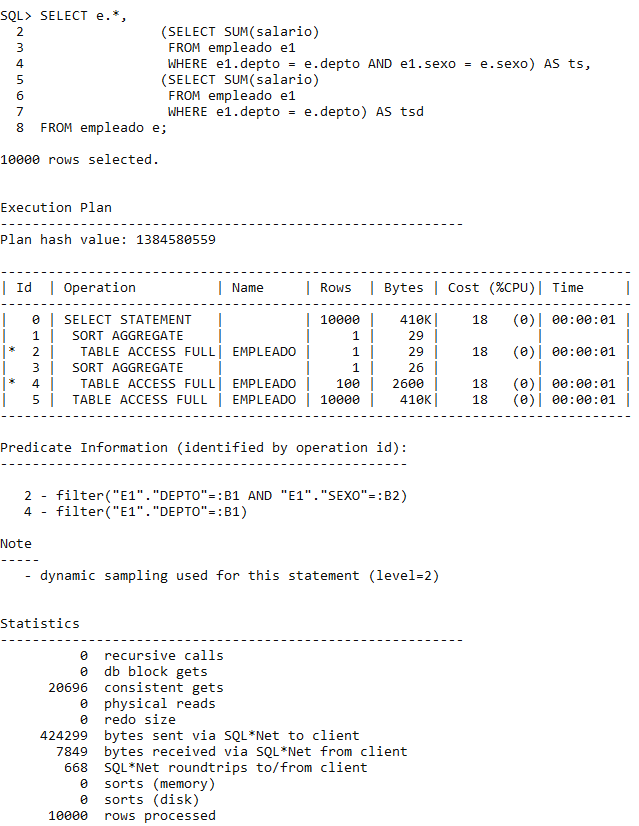 SQL> SELECT e.*,
  2                 (SELECT SUM(salario)
  3                  FROM empleado e1
  4                  WHERE e1.depto = e.depto AND e1.sexo = e.sexo) AS ts,
  5                 (SELECT SUM(salario)
  6                  FROM empleado e1
  7                  WHERE e1.depto = e.depto) AS tsd
  8  FROM empleado e;

10000 rows selected.


Execution Plan
----------------------------------------------------------
Plan hash value: 1384580559

-----------------------------------------------------------------------------------
| Id  | Operation          | Name     | Rows  | Bytes | Cost (%CPU)| Time     |
-----------------------------------------------------------------------------------
|   0 | SELECT STATEMENT   |          | 10000 |   410K|    18   (0)| 00:00:01 |
|   1 |  SORT AGGREGATE    |          |     1 |    29 |            |          |
|*  2 |   TABLE ACCESS FULL| EMPLEADO |     1 |    29 |    18   (0)| 00:00:01 |
|   3 |  SORT AGGREGATE    |          |     1 |    26 |            |          |
|*  4 |   TABLE ACCESS FULL| EMPLEADO |   100 |  2600 |    18   (0)| 00:00:01 |
|   5 |  TABLE ACCESS FULL | EMPLEADO | 10000 |   410K|    18   (0)| 00:00:01 |
-----------------------------------------------------------------------------------

Predicate Information (identified by operation id):
---------------------------------------------------

   2 - filter("E1"."DEPTO"=:B1 AND "E1"."SEXO"=:B2)
   4 - filter("E1"."DEPTO"=:B1)

Note
-----
   - dynamic sampling used for this statement (level=2)


Statistics
----------------------------------------------------------
          0  recursive calls
          0  db block gets
      20696  consistent gets
          0  physical reads
          0  redo size
     424299  bytes sent via SQL*Net to client
       7849  bytes received via SQL*Net from client
        668  SQL*Net roundtrips to/from client
          0  sorts (memory)
          0  sorts (disk)
      10000  rows processed